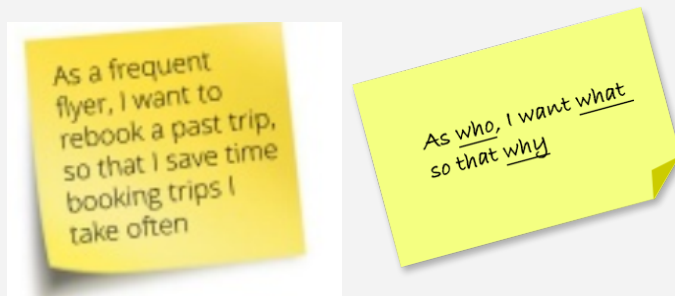 As a frequent
flyer, I want to
rebook a past trip,
so that I save time
booking trips I
take often
As who, I want what
so that why